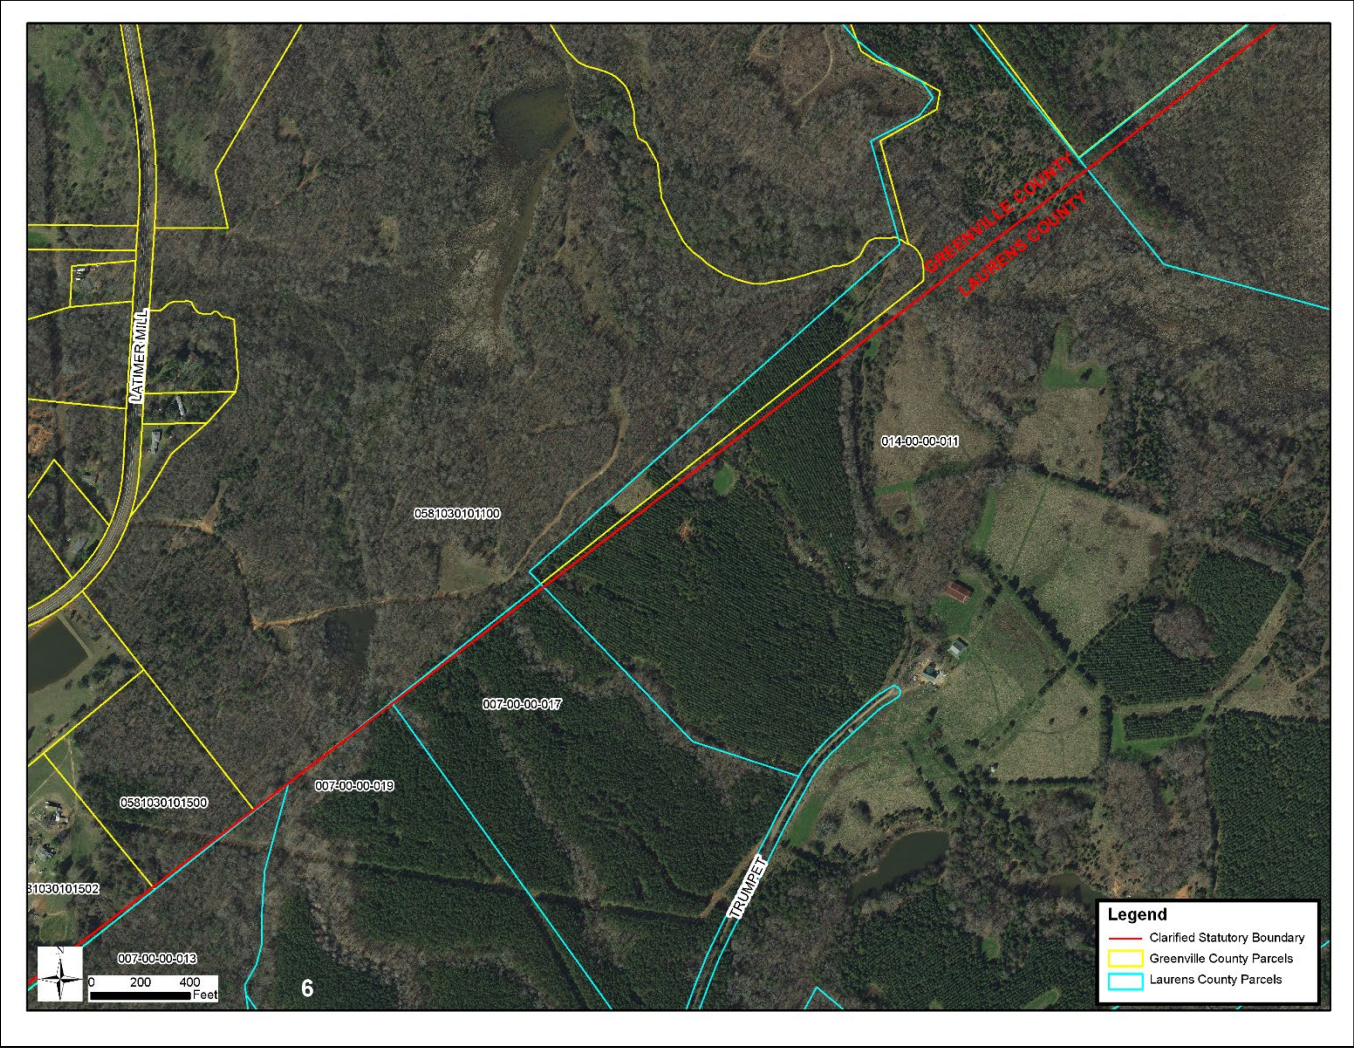 GREENVILLE COUNTY
LAURENS COUNTY
LATIMER MILL
014-00-00-011
0581030101100
007-00-00-017
007-00-00-019
0581030101500
81030101502
TRUMPET
007-00-00-013
N
0 200 400
Feet
6
Legend
Clarified Statutory Boundary
Greenville County Parcels
Laurens County Parcels